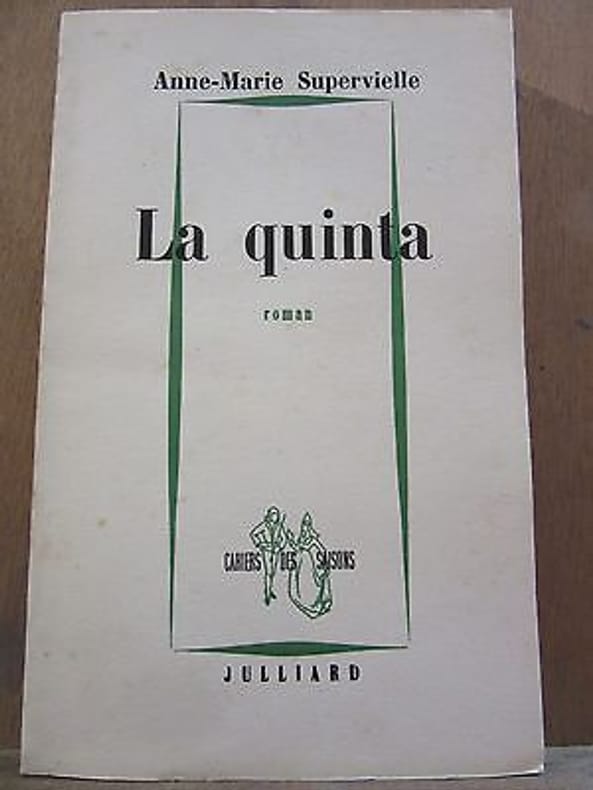 Anne-Marie Supervielle
La quinta
roman
CAHIERS DES SAISONS
JULLIARD